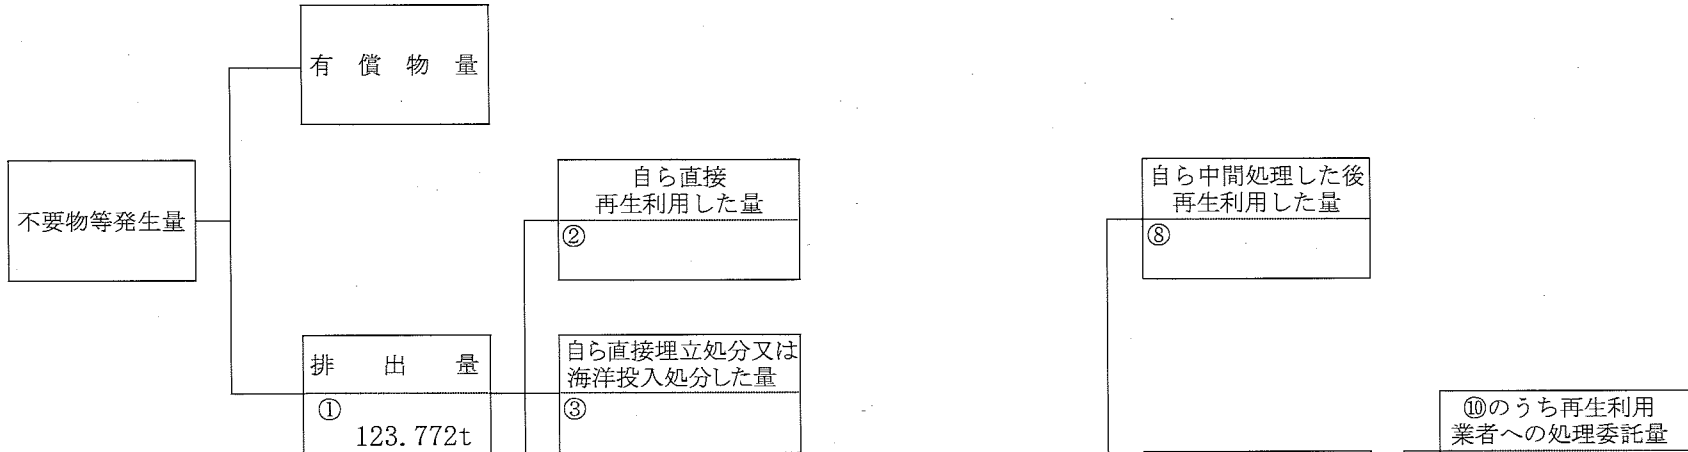 有償物量
不要物等発生量
自ら直接
再生利用した量
②
自ら中間処理した後
再生利用した量
⑧
排出量
①
123.772t
自ら直接埋立処分又は
海洋投入処分した量
③
⑩のうち再生利用
業者への処理委託量